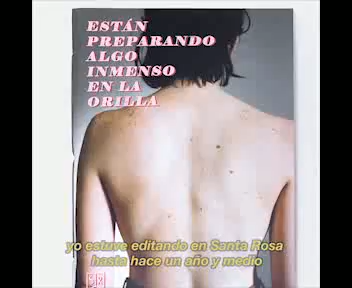 ESTÁN
PREPARANDO
ALGO
INMENSO
EN LA
ORILLA
yo estuve editando en Santa Rosa
hasta hace un año y medio